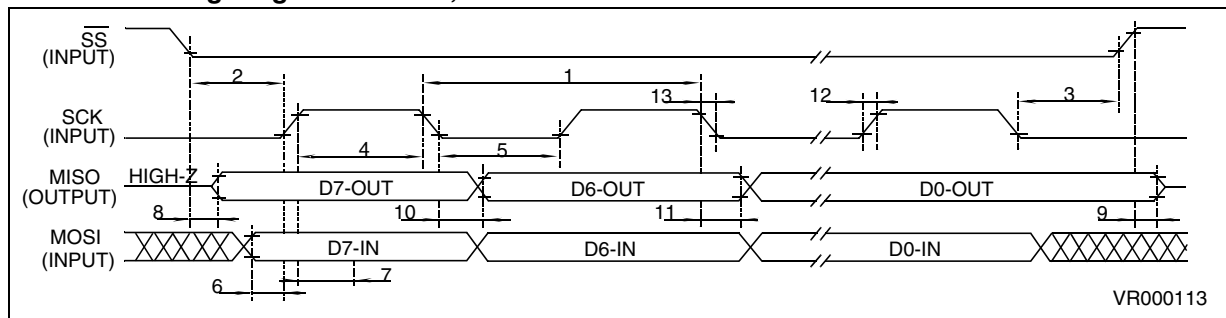 SS
(INPUT)
2
1
13
12
3
SCK
(INPUT)
4
5
MISO
(OUTPUT)
HIGH-Z
D7-OUT
D6-OUT
D0-OUT
8
10
11
9
MOSI
(INPUT)
D7-IN
D6-IN
D0-IN
7
6
VR000113